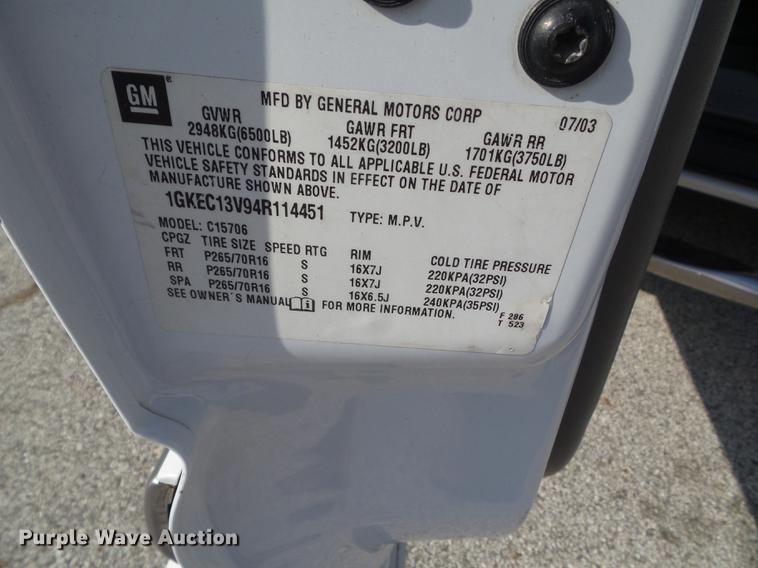 GM ®
MFD BY GENERAL MOTORS CORP 07/03
GVWR GAWR FRT GAWR RR
2948KG(6500LB) 1452KG(3200LB) 1701KG(3750LB)
THIS VEHICLE CONFORMS TO ALL APPLICABLE U.S. FEDERAL MOTOR
VEHICLE SAFETY STANDARDS IN EFFECT ON THE DATE OF
MANUFACTURE SHOWN ABOVE.
1GKEC13V94R114451 TYPE: M.P.V.
MODEL: C15706
CPGZ TIRE SIZE SPEED RTG RIM COLD TIRE PRESSURE
FRT P265/70R16 S 16X7J 220KPA(32PSI)
RR P265/70R16 S 16X7J 220KPA(32PSI)
SPA P265/70R16 S 16X6.5J 240KPA(35PSI)
SEE OWNER'S MANUAL i FOR MORE INFORMATION.
F 286
T 523
Purple Wave Auction